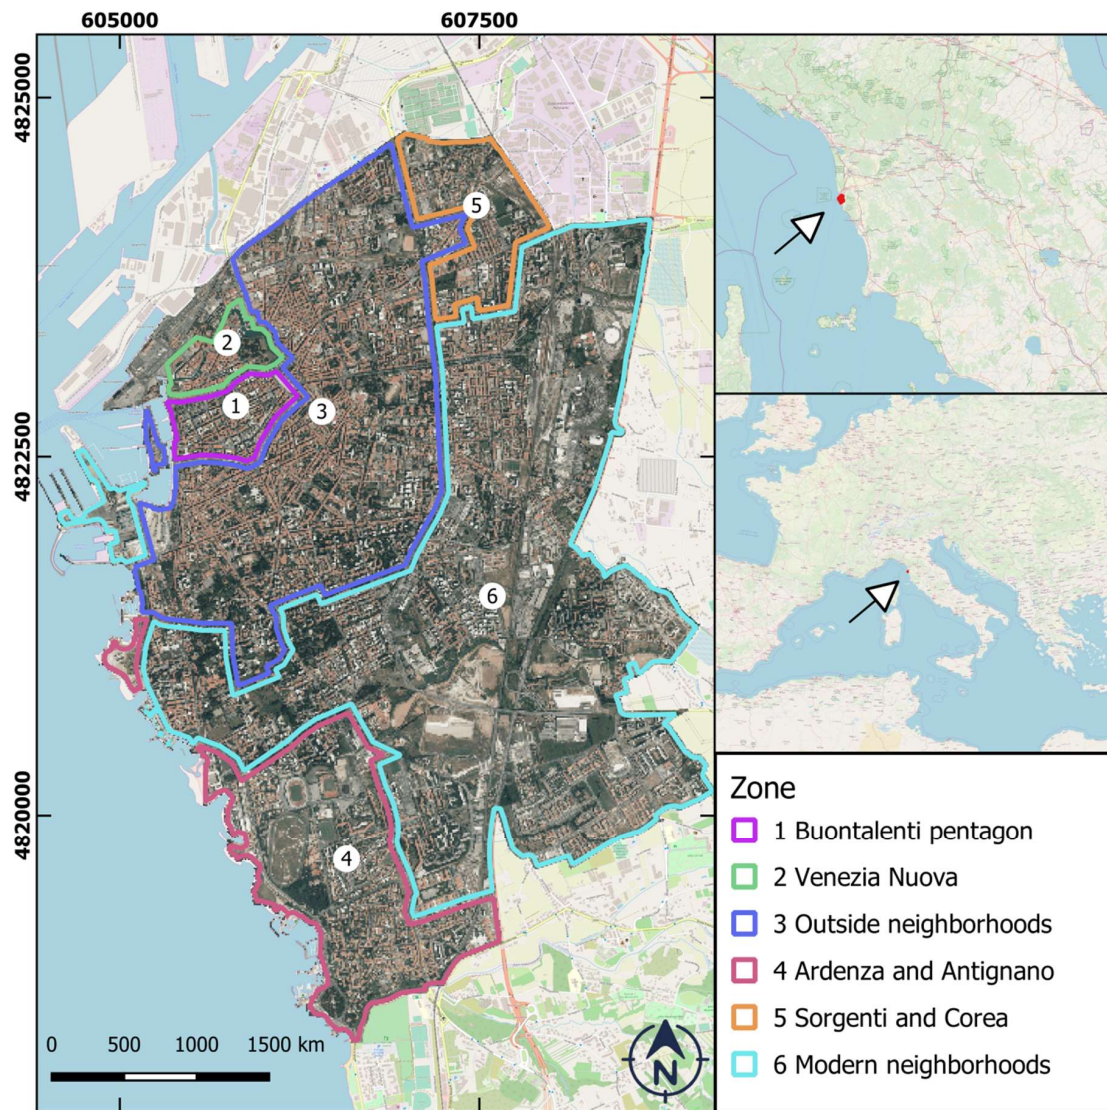 605000
607500
4825000
4822500
4820000
5
2
1
3
6
4
0 500 1000 1500 km
N
Zone
1 Buontalenti pentagon
2 Venezia Nuova
3 Outside neighborhoods
4 Ardenza and Antignano
5 Sorgenti and Corea
6 Modern neighborhoods